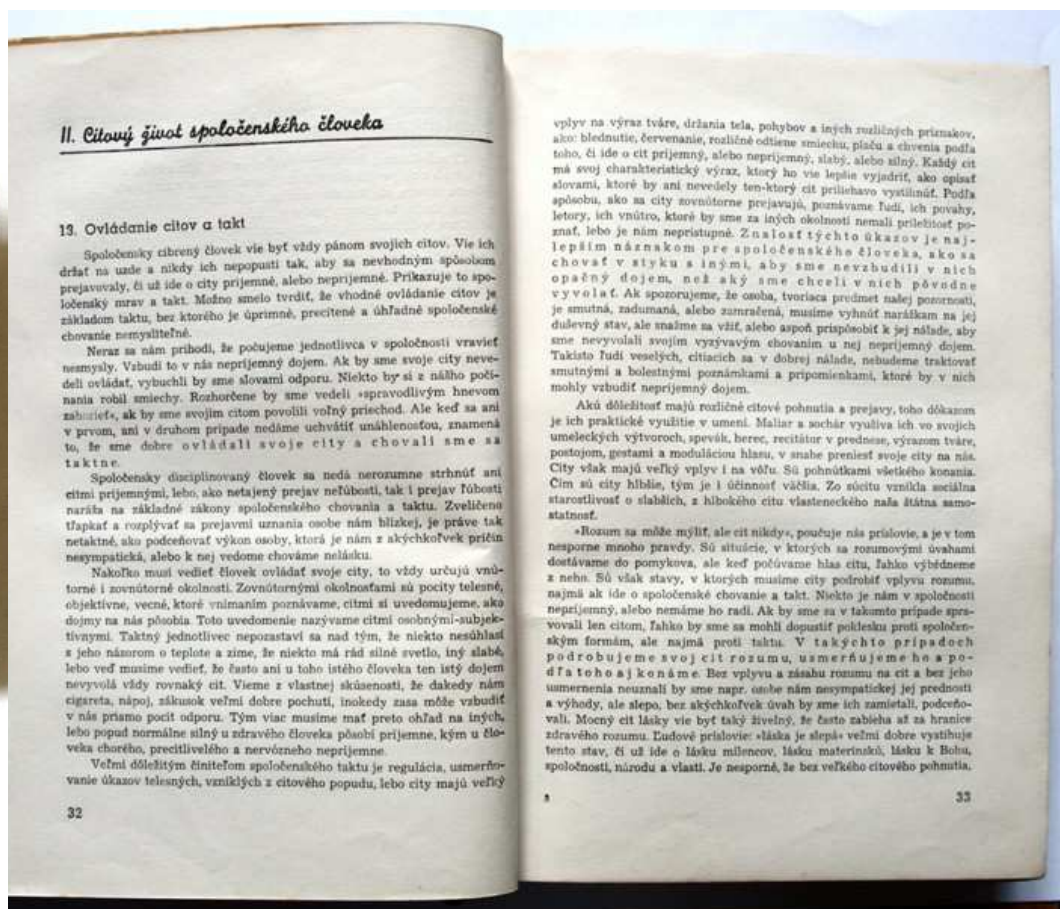 II. Citový život spoločenského človeka
13. Ovládanie citov a takt
Spoločensky cibrený človek vie byť vždy pánom svojich citov. Vie ich
držať na uzde a nikdy ich nepopustí tak, aby sa nevhodným spôsobom
prejavovaly, či už ide o city príjemné, alebo nepríjemné. Prikazuje to spo-
ločenský mrav a takt. Možno smelo tvrdiť, že vhodné ovládanie citov je
základom taktu, bez ktorého je úprimné, precítené a úhľadné spoločenské
chovanie nemysliteľné.
Neraz sa nám prihodí, že počujeme jednotlivca v spoločnosti vravieť
nesmysly. Vzbudí to v nás nepríjemný dojem. Ak by sme svoje city neve-
deli ovládať, vybuchli by sme slovami odporu. Niekto by si z nášho počí-
nania robil smiechy. Rozhorčene by sme vedeli »spravodlivým hnevom
zahorieť«, ak by sme svojim citom povolili voľný priechod. Ale keď sa ani
v prvom, ani v druhom prípade nedáme uchvátiť unáhlenosťou, znamená
to, že sme dobre ovládali svoje city a chovali sme sa
taktne.
Spoločensky disciplinovaný človek sa nedá nerozumne strhnúť ani
citmi príjemnými, lebo, ako netajený prejav neľúbosti, tak i prejav ľúbosti
naráža na základné zákony spoločenského chovania a taktu. Zveličeno
tľapkať a rozplývať sa prejavmi uznania osobe nám blízkej, je práve tak
netaktné, ako podceňovať výkon osoby, ktorá je nám z akýchkoľvek príčin
nesympatická, alebo k nej vedome chováme nelásku.
Nakoľko musí vedieť človek ovládať svoje city, to vždy určujú vnú-
torné i zovnútorné okolnosti. Zovnútornými okolnosťami sú pocity telesné,
objektívne, vecné, ktoré vnímaním poznávame, citmi si uvedomujeme, ako
dojmy na nás pôsobia. Toto uvedomenie nazývame citmi osobnými-subjek-
tívnymi. Taktný jednotlivec nepozastaví sa nad tým, že niekto nesúhlasí
s jeho názorom o teplote a zime, že niekto má rád silné svetlo, iný slabé,
lebo veď musíme vedieť, že často ani u toho istého človeka ten istý dojem
nevyvolá vždy rovnaký cit. Vieme z vlastnej skúsenosti, že dakedy nám
cigareta, nápoj, zákusok veľmi dobre pochutí, inokedy zasa môže vzbudiť
v nás priamo pocit odporu. Tým viac musíme mať preto ohľad na iných,
lebo popud normálne silný u zdravého človeka pôsobí príjemne, kým u člo-
veka chorého, precitlivelého a nervózneho nepríjemne.
Veľmi dôležitým činiteľom spoločenského taktu je regulácia, usmerňo-
vanie úkazov telesných, vzniklých z citového popudu, lebo city majú veľký
32
vplyv na výraz tváre, držania tela, pohybov a iných rozličných príznakov,
ako: blednutie, červenanie, rozličné odtiene smiechu, plaču a chvenia podľa
toho, či ide o cit príjemný, alebo nepríjemný, slabý, alebo silný. Každý cit
má svoj charakteristický výraz, ktorý ho vie lepšie vyjadriť, ako opísať
slovami, ktoré by ani nevedely ten-ktorý cit priliehavo vystihnúť. Podľa
spôsobu, ako sa city zovnútorne prejavujú, poznávame ľudí, ich povahy,
letory, ich vnútro, ktoré by sme za iných okolností nemali príležitosť po-
znať, lebo je nám neprístupné. Znalosť týchto úkazov je naj-
lepším náznakom pre spoločenského človeka, ako sa
chovať v styku s inými, aby sme nevzbudili v nich
opačný dojem, než aký sme chceli v nich pôvodne
vyvolať. Ak spozorujeme, že osoba, tvoriaca predmet našej pozornosti,
je smutná, zadumaná, alebo zamračená, musíme vyhnúť narážkam na jej
duševný stav, ale snažme sa vžiť, alebo aspoň prispôsobiť k jej nálade, aby
sme nevyvolali svojím vyzývavým chovaním u nej nepríjemný dojem.
Takisto ľudí veselých, cítiacich sa v dobrej nálade, nebudeme traktovať
smutnými a bolestnými poznámkami a pripomienkami, ktoré by v nich
mohly vzbudiť nepríjemný dojem.
Akú dôležitosť majú rozličné citové pohnutia a prejavy, toho dôkazom
je ich praktické využitie v umení. Maliar a sochár využíva ich vo svojich
umeleckých výtvoroch, spevák, herec, recitátor v prednese, výrazom tváre,
postojom, gestami a moduláciou hlasu, v snahe preniesť svoje city na nás.
City však majú veľký vplyv i na vôľu. Sú pohnútkami všetkého konania.
Čím sú city hlbšie, tým je i účinnosť väčšia. Zo súcitu vznikla sociálna
starostlivosť o slabších, z hlbokého citu vlasteneckého naša štátna samo-
statnosť.
»Rozum sa môže mýliť, ale cit nikdy«, poučuje nás príslovie, a je v tom
nesporne mnoho pravdy. Sú situácie, v ktorých sa rozumovými úvahami
dostávame do pomykova, ale keď počúvame hlas citu, ľahko vybŕdneme
z neho. Sú však stavy, v ktorých musíme city podrobiť vplyvu rozumu,
najmä ak ide o spoločenské chovanie a takt. Niekto je nám v spoločnosti
nepríjemný, alebo nemáme ho radi. Ak by sme sa v takomto prípade spra-
vovali len citom, ľahko by sme sa mohli dopustiť poklesku proti spoločen-
ským formám, ale najmä proti taktu. V takýchto prípadoch
podrobujeme svoj cit rozumu, usmerňujeme ho a po-
dľa toho aj konáme. Bez vplyvu a zásahu rozumu na cit a bez jeho
usmernenia neuznali by sme napr. osobe nám nesympatickej jej prednosti
a výhody, ale slepo, bez akýchkoľvek úvah by sme ich zamietali, podceňo-
vali. Mocný cit lásky vie byť taký živelný, že často zabieha až za hranice
zdravého rozumu. Ľudové príslovie: »láska je slepá« veľmi dobre vystihuje
tento stav, či už ide o lásku milencov, lásku materinskú, lásku k Bohu,
spoločnosti, národu a vlasti. Je nesporné, že bez veľkého citového pohnutia,
33